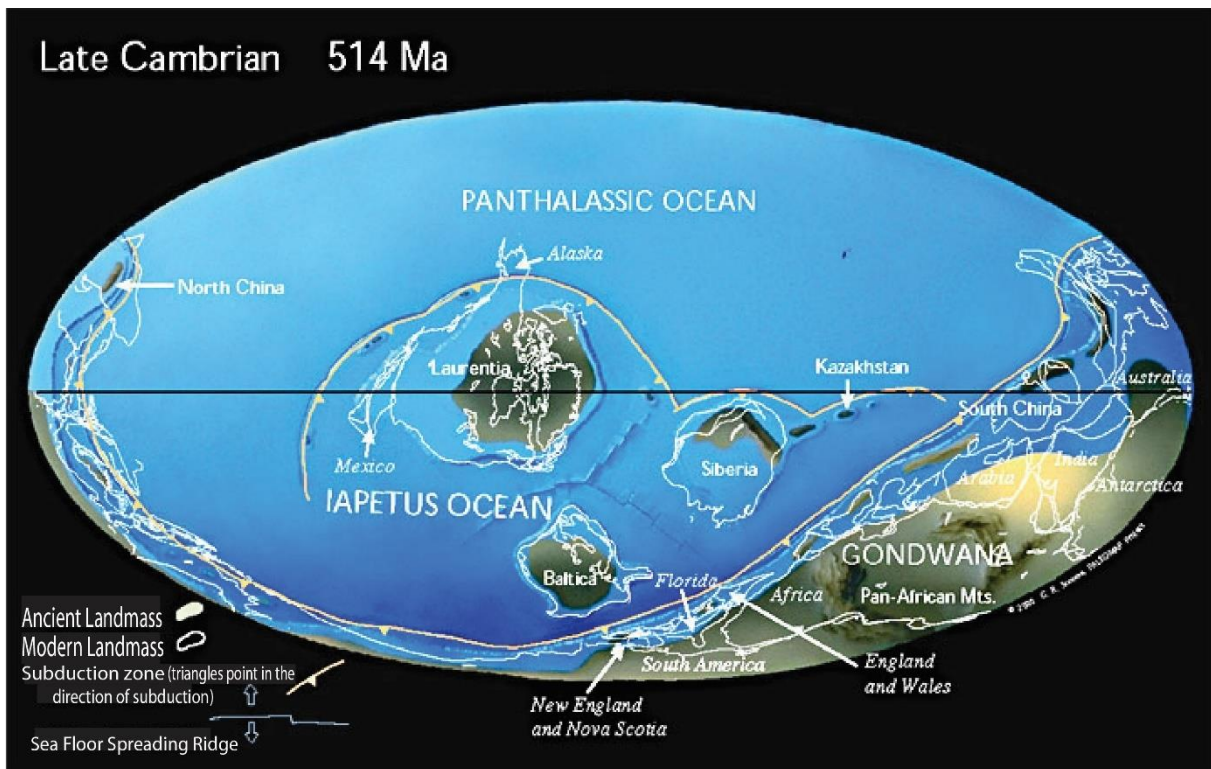 Late Cambrian 514 Ma
PANTHALASSIC OCEAN
Alaska
North China
Laurentia
Kazakhstan
Australia
South China
Mexico
Siberia
India
Arabia
Antarctica
IAPETUS OCEAN
GONDWANA
Baltica
Florida
Africa
Pan-African Mts.
Ancient Landmass
Modern Landmass
South America
England
and Wales
Subduction zone (triangles point in the
direction of subduction)
New England
and Nova Scotia
Sea Floor Spreading Ridge